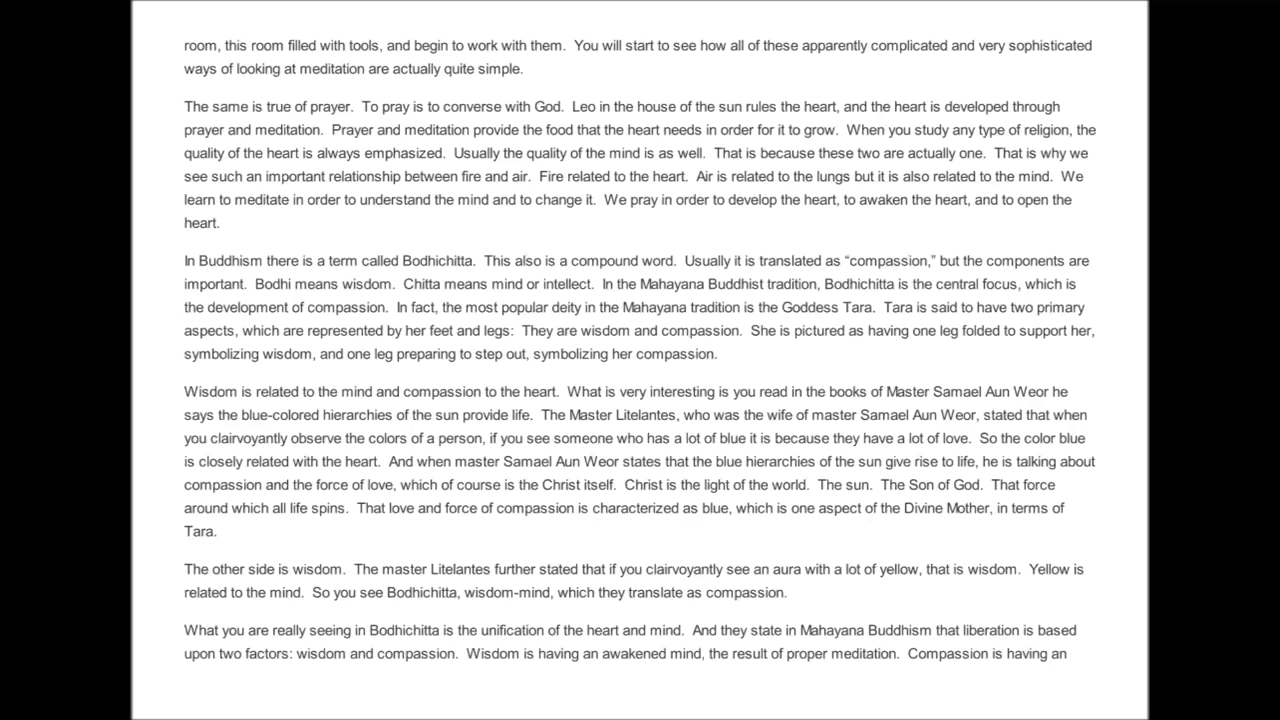 room, this room filled with tools, and begin to work with them.  You will start to see how all of these apparently complicated and very sophisticated
ways of looking at meditation are actually quite simple.
The same is true of prayer.  To pray is to converse with God.  Leo in the house of the sun rules the heart, and the heart is developed through
prayer and meditation.  Prayer and meditation provide the food that the heart needs in order for it to grow.  When you study any type of religion, the
quality of the heart is always emphasized.  Usually the quality of the mind is as well.  That is because these two are actually one.  That is why we
see such an important relationship between fire and air.  Fire related to the heart.  Air is related to the lungs but it is also related to the mind.  We
learn to meditate in order to understand the mind and to change it.  We pray in order to develop the heart, to awaken the heart, and to open the
heart.
In Buddhism there is a term called Bodhichitta.  This also is a compound word.  Usually it is translated as “compassion,” but the components are
important.  Bodhi means wisdom.  Chitta means mind or intellect.  In the Mahayana Buddhist tradition, Bodhichitta is the central focus, which is
the development of compassion.  In fact, the most popular deity in the Mahayana tradition is the Goddess Tara.  Tara is said to have two primary
aspects, which are represented by her feet and legs:  They are wisdom and compassion.  She is pictured as having one leg folded to support her,
symbolizing wisdom, and one leg preparing to step out, symbolizing her compassion.
Wisdom is related to the mind and compassion to the heart.  What is very interesting is you read in the books of Master Samael Aun Weor he
says the blue-colored hierarchies of the sun provide life.  The Master Litelantes, who was the wife of master Samael Aun Weor, stated that when
you clairvoyantly observe the colors of a person, if you see someone who has a lot of blue it is because they have a lot of love.  So the color blue
is closely related with the heart.  And when master Samael Aun Weor states that the blue hierarchies of the sun give rise to life, he is talking about
compassion and the force of love, which of course is the Christ itself.  Christ is the light of the world.  The sun.  The Son of God.  That force
around which all life spins.  That love and force of compassion is characterized as blue, which is one aspect of the Divine Mother, in terms of
Tara.
The other side is wisdom.  The master Litelantes further stated that if you clairvoyantly see an aura with a lot of yellow, that is wisdom.  Yellow is
related to the mind.  So you see Bodhichitta, wisdom-mind, which they translate as compassion.
What you are really seeing in Bodhichitta is the unification of the heart and mind.  And they state in Mahayana Buddhism that liberation is based
upon two factors: wisdom and compassion.  Wisdom is having an awakened mind, the result of proper meditation.  Compassion is having an